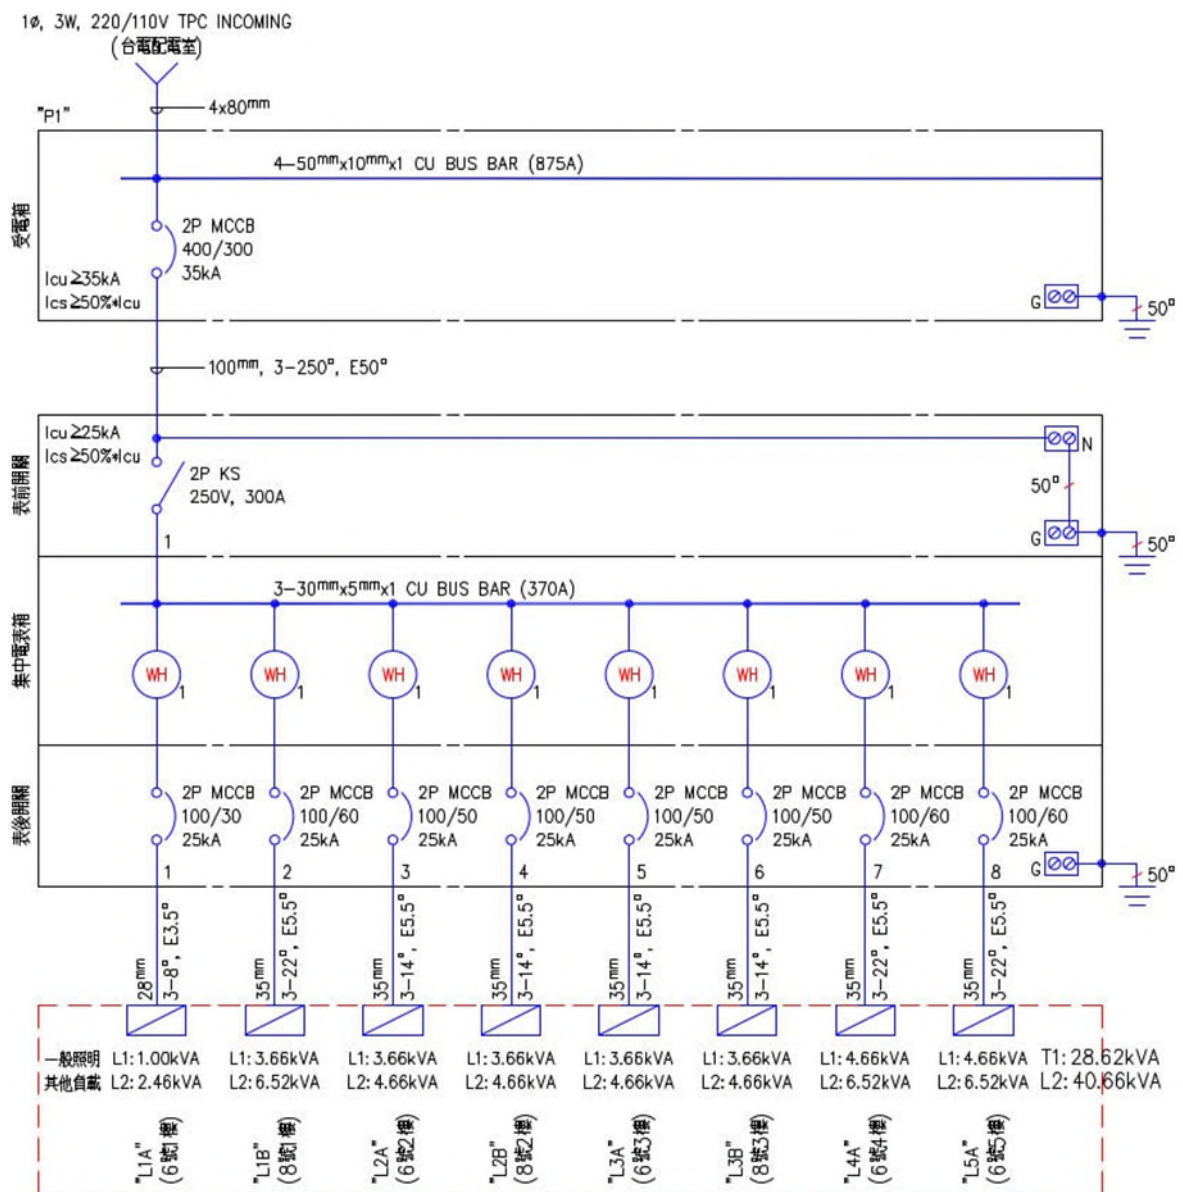 1ø, 3W, 220/110V TPC INCOMING
(台電配電室)
4x80mm
"P1"
4-50mmx10mmx1 CU BUS BAR (875A)
受電箱
2P MCCB
400/300
35kA
Icu≥35kA
Ics≥50%*Icu
G
50□
100mm, 3-250□, E50□
表前開關
Icu≥25kA
Ics≥50%*Icu
2P KS
250V, 300A
1
N
50□
G
50□
集中電表箱
3-30mmx5mmx1 CU BUS BAR (370A)
WH 1 WH 1 WH 1 WH 1 WH 1 WH 1 WH 1 WH 1
表後開關
2P MCCB 2P MCCB 2P MCCB 2P MCCB 2P MCCB 2P MCCB 2P MCCB 2P MCCB
100/30 100/60 100/50 100/50 100/50 100/50 100/60 100/60
25kA 25kA 25kA 25kA 25kA 25kA 25kA 25kA
1 2 3 4 5 6 7 8
G
50□
28mm
3-8□, E3.5□
35mm
3-22□, E5.5□
35mm
3-14□, E5.5□
35mm
3-14□, E5.5□
35mm
3-14□, E5.5□
35mm
3-14□, E5.5□
35mm
3-22□, E5.5□
35mm
3-22□, E5.5□
一般照明 L1:1.00kVA L1:3.66kVA L1:3.66kVA L1:3.66kVA L1:3.66kVA L1:3.66kVA L1:4.66kVA L1:4.66kVA T1:28.62kVA
其他負載 L2:2.46kVA L2:6.52kVA L2:4.66kVA L2:4.66kVA L2:4.66kVA L2:4.66kVA L2:6.52kVA L2:6.52kVA L2:40.66kVA
"L1A"
(6號1樓)
"L1B"
(8號1樓)
"L2A"
(6號2樓)
"L2B"
(8號2樓)
"L3A"
(6號3樓)
"L3B"
(8號3樓)
"L4A"
(6號4樓)
"L5A"
(6號5樓)